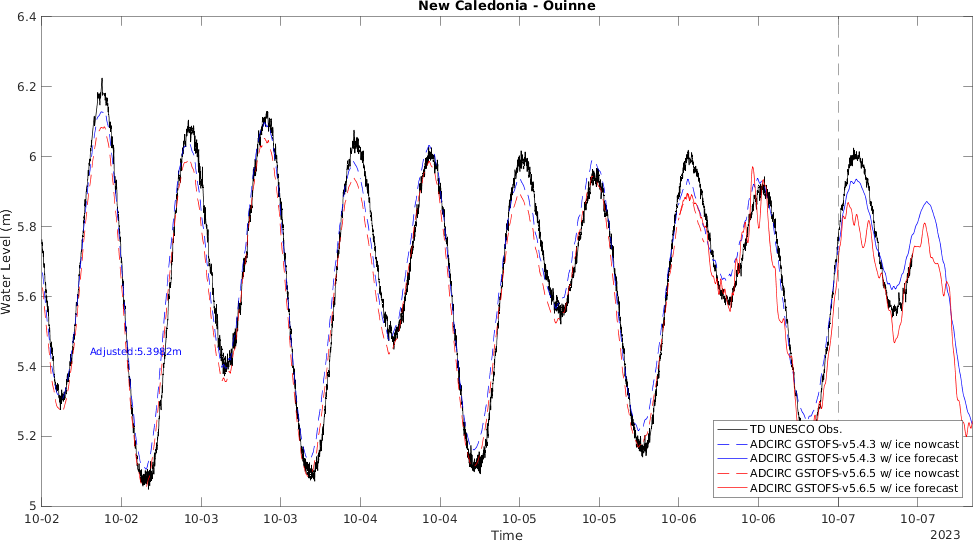 New Caledonia - Ouinne
6.4
6.2
6
5.8
5.6
5.4
5.2
5
Water Level (m)
Adjusted:5.3982m
TD UNESCO Obs.
ADCIRC GSTOFS-v5.4.3 w/ ice nowcast
ADCIRC GSTOFS-v5.4.3 w/ ice forecast
ADCIRC GSTOFS-v5.6.5 w/ ice nowcast
ADCIRC GSTOFS-v5.6.5 w/ ice forecast
10-02 10-02 10-03 10-03 10-04 10-04 10-05 10-05 10-06 10-06 10-07 10-07
Time
2023